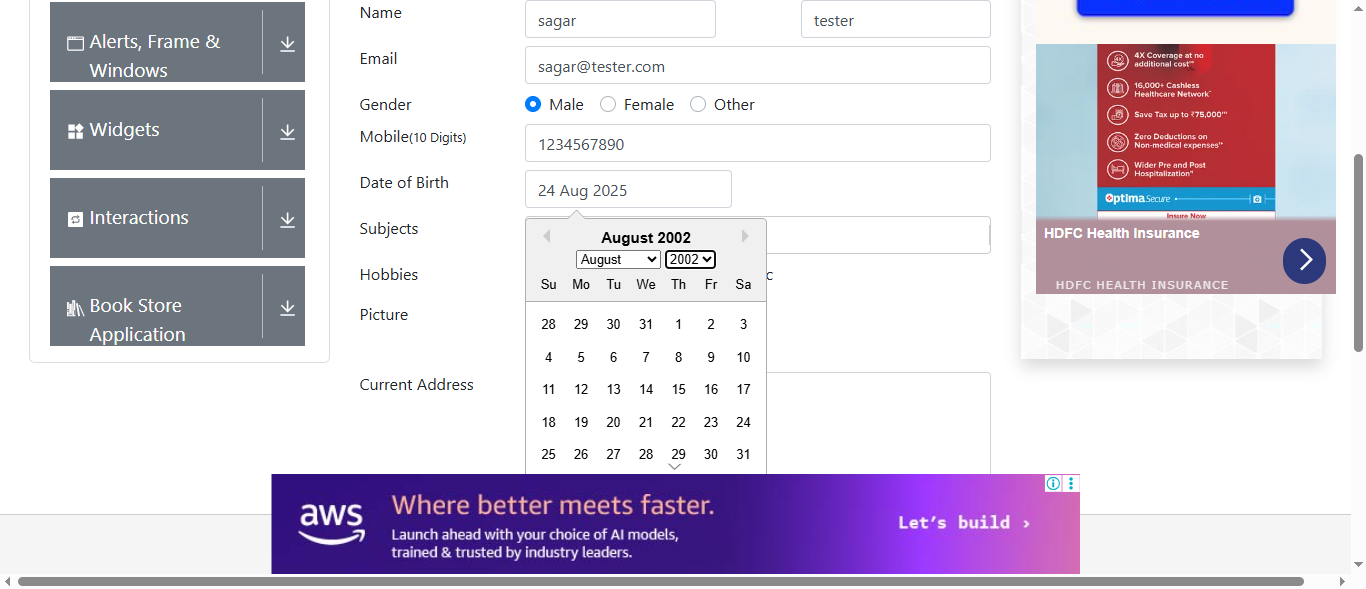 Alerts, Frame &
Windows
Widgets
Interactions
Book Store
Application
Name
sagar
tester
Email
sagar@tester.com
Gender
Male
Female
Other
Mobile(10 Digits)
1234567890
Date of Birth
24 Aug 2025
Subjects
Hobbies
c
Picture
Current Address
August 2002
August
2002
Su Mo Tu We Th Fr Sa
28 29 30 31 1 2 3
4 5 6 7 8 9 10
11 12 13 14 15 16 17
18 19 20 21 22 23 24
25 26 27 28 29 30 31
4X Coverage at no
additional cost
16,000+ Cashless
Healthcare Network
Save Tax up to ₹75,000
Zero Deductions on
Non-medical expenses
Wider Pre and Post
Hospitalization
Optima Secure
Insure Now
HDFC Health Insurance
HDFC HEALTH INSURANCE
aws
Where better meets faster.
Launch ahead with your choice of AI models,
trained & trusted by industry leaders.
Let's build ›